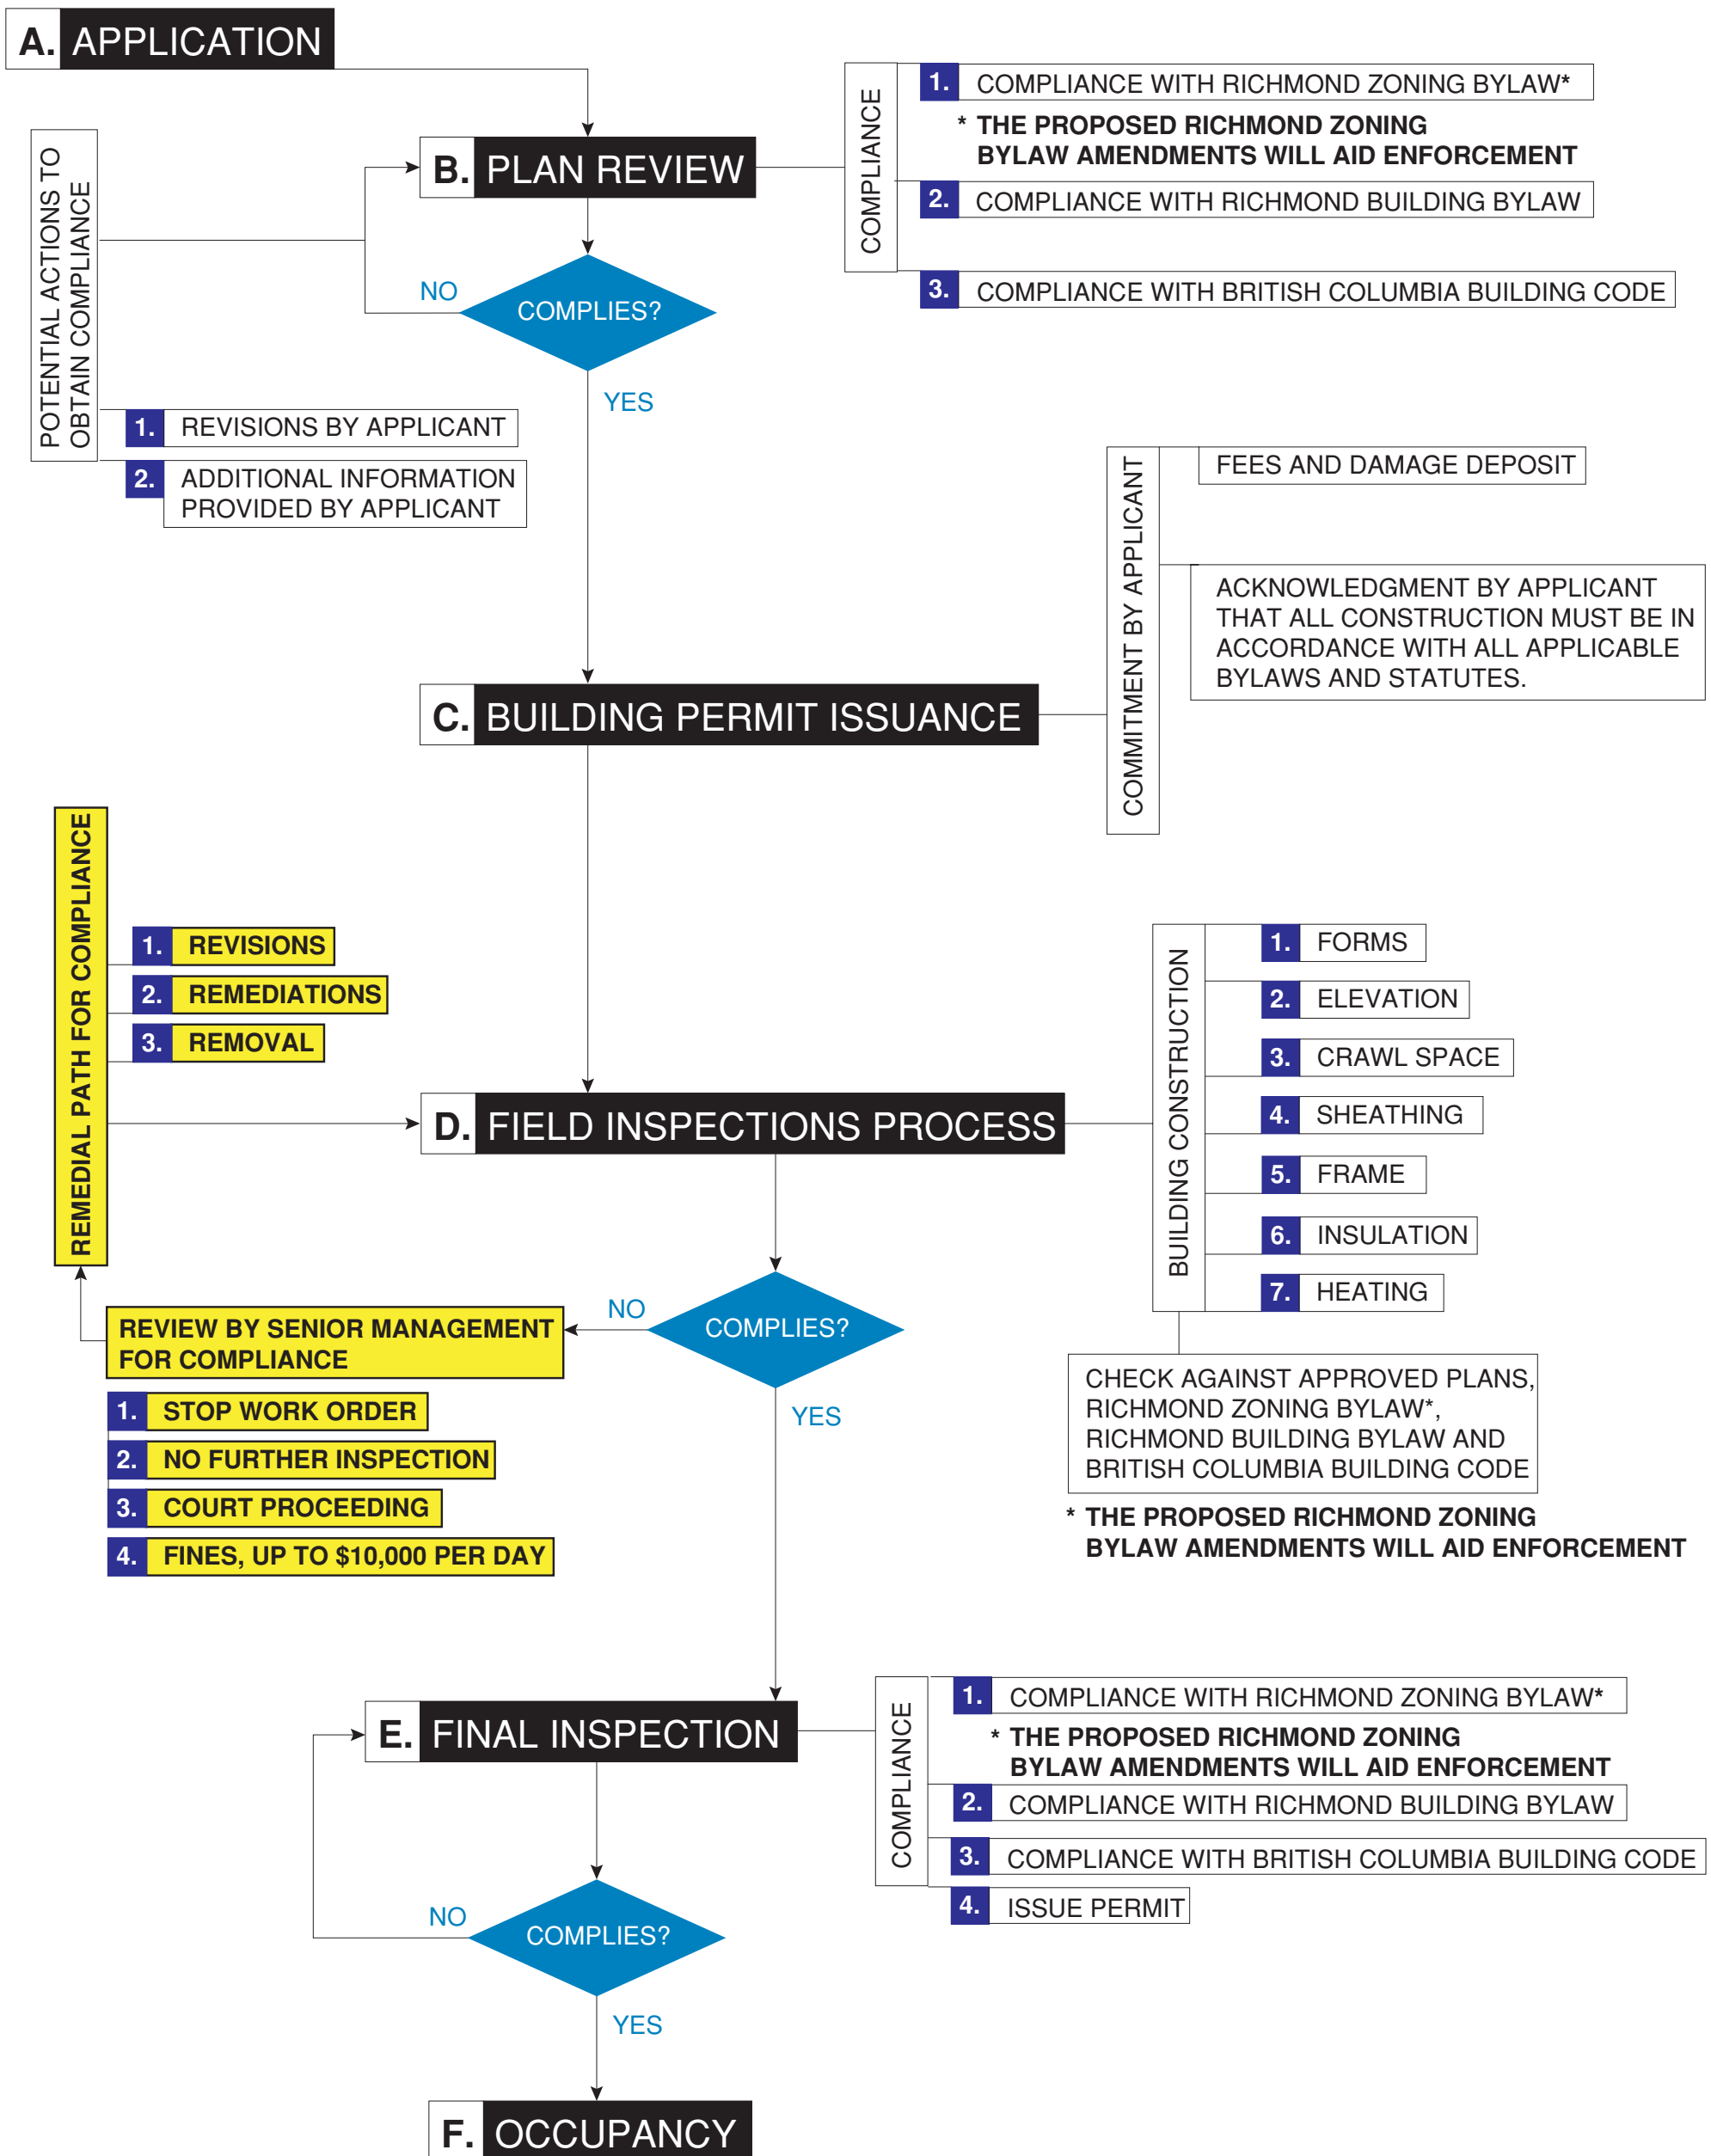 A. APPLICATION
B. PLAN REVIEW
COMPLIANCE
1. COMPLIANCE WITH RICHMOND ZONING BYLAW*
* THE PROPOSED RICHMOND ZONING
BYLAW AMENDMENTS WILL AID ENFORCEMENT
2. COMPLIANCE WITH RICHMOND BUILDING BYLAW
3. COMPLIANCE WITH BRITISH COLUMBIA BUILDING CODE
COMPLIES?
NO
YES
POTENTIAL ACTIONS TO
OBTAIN COMPLIANCE
1. REVISIONS BY APPLICANT
2. ADDITIONAL INFORMATION
PROVIDED BY APPLICANT
C. BUILDING PERMIT ISSUANCE
COMMITMENT BY APPLICANT
FEES AND DAMAGE DEPOSIT
ACKNOWLEDGMENT BY APPLICANT
THAT ALL CONSTRUCTION MUST BE IN
ACCORDANCE WITH ALL APPLICABLE
BYLAWS AND STATUTES.
REMEDIAL PATH FOR COMPLIANCE
1. REVISIONS
2. REMEDIATIONS
3. REMOVAL
D. FIELD INSPECTIONS PROCESS
BUILDING CONSTRUCTION
1. FORMS
2. ELEVATION
3. CRAWL SPACE
4. SHEATHING
5. FRAME
6. INSULATION
7. HEATING
CHECK AGAINST APPROVED PLANS,
RICHMOND ZONING BYLAW*,
RICHMOND BUILDING BYLAW AND
BRITISH COLUMBIA BUILDING CODE
* THE PROPOSED RICHMOND ZONING
BYLAW AMENDMENTS WILL AID ENFORCEMENT
COMPLIES?
NO
YES
REVIEW BY SENIOR MANAGEMENT
FOR COMPLIANCE
1. STOP WORK ORDER
2. NO FURTHER INSPECTION
3. COURT PROCEEDING
4. FINES, UP TO $10,000 PER DAY
E. FINAL INSPECTION
COMPLIANCE
1. COMPLIANCE WITH RICHMOND ZONING BYLAW*
* THE PROPOSED RICHMOND ZONING
BYLAW AMENDMENTS WILL AID ENFORCEMENT
2. COMPLIANCE WITH RICHMOND BUILDING BYLAW
3. COMPLIANCE WITH BRITISH COLUMBIA BUILDING CODE
4. ISSUE PERMIT
COMPLIES?
NO
YES
F. OCCUPANCY